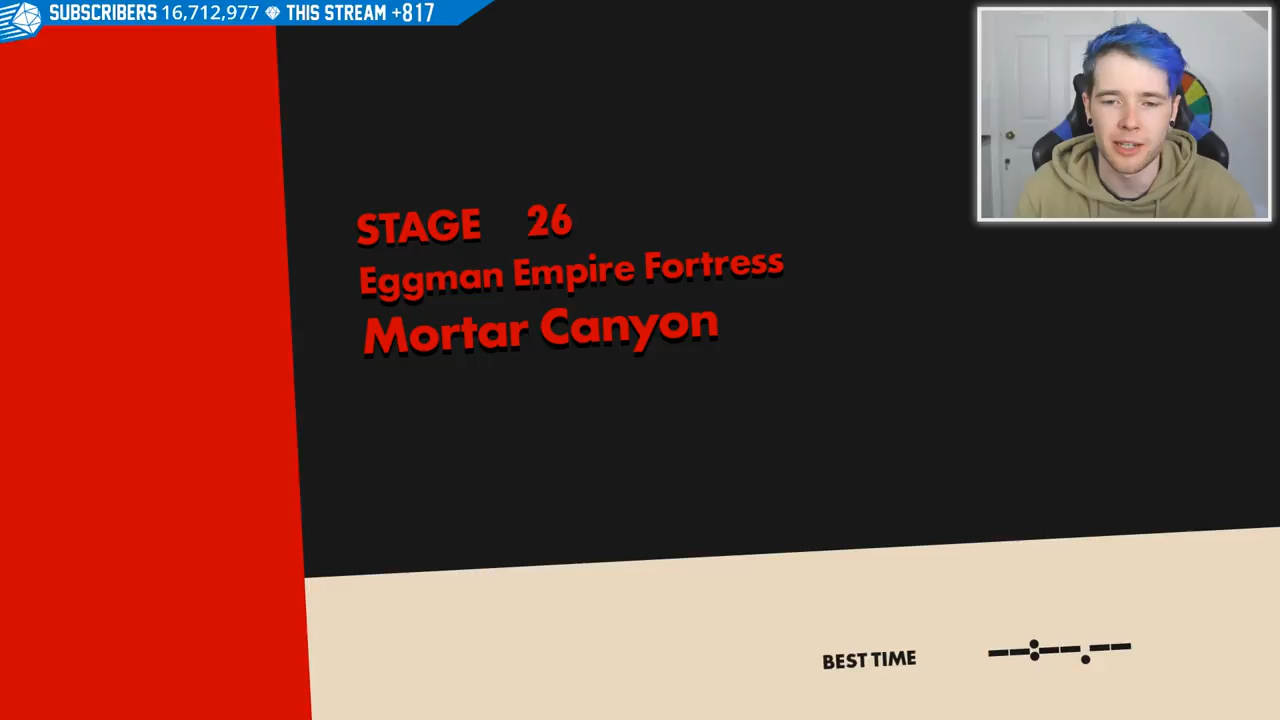 SUBSCRIBERS 16,712,977 THIS STREAM +817
STAGE 26
Eggman Empire Fortress
Mortar Canyon
BEST TIME --:--.--